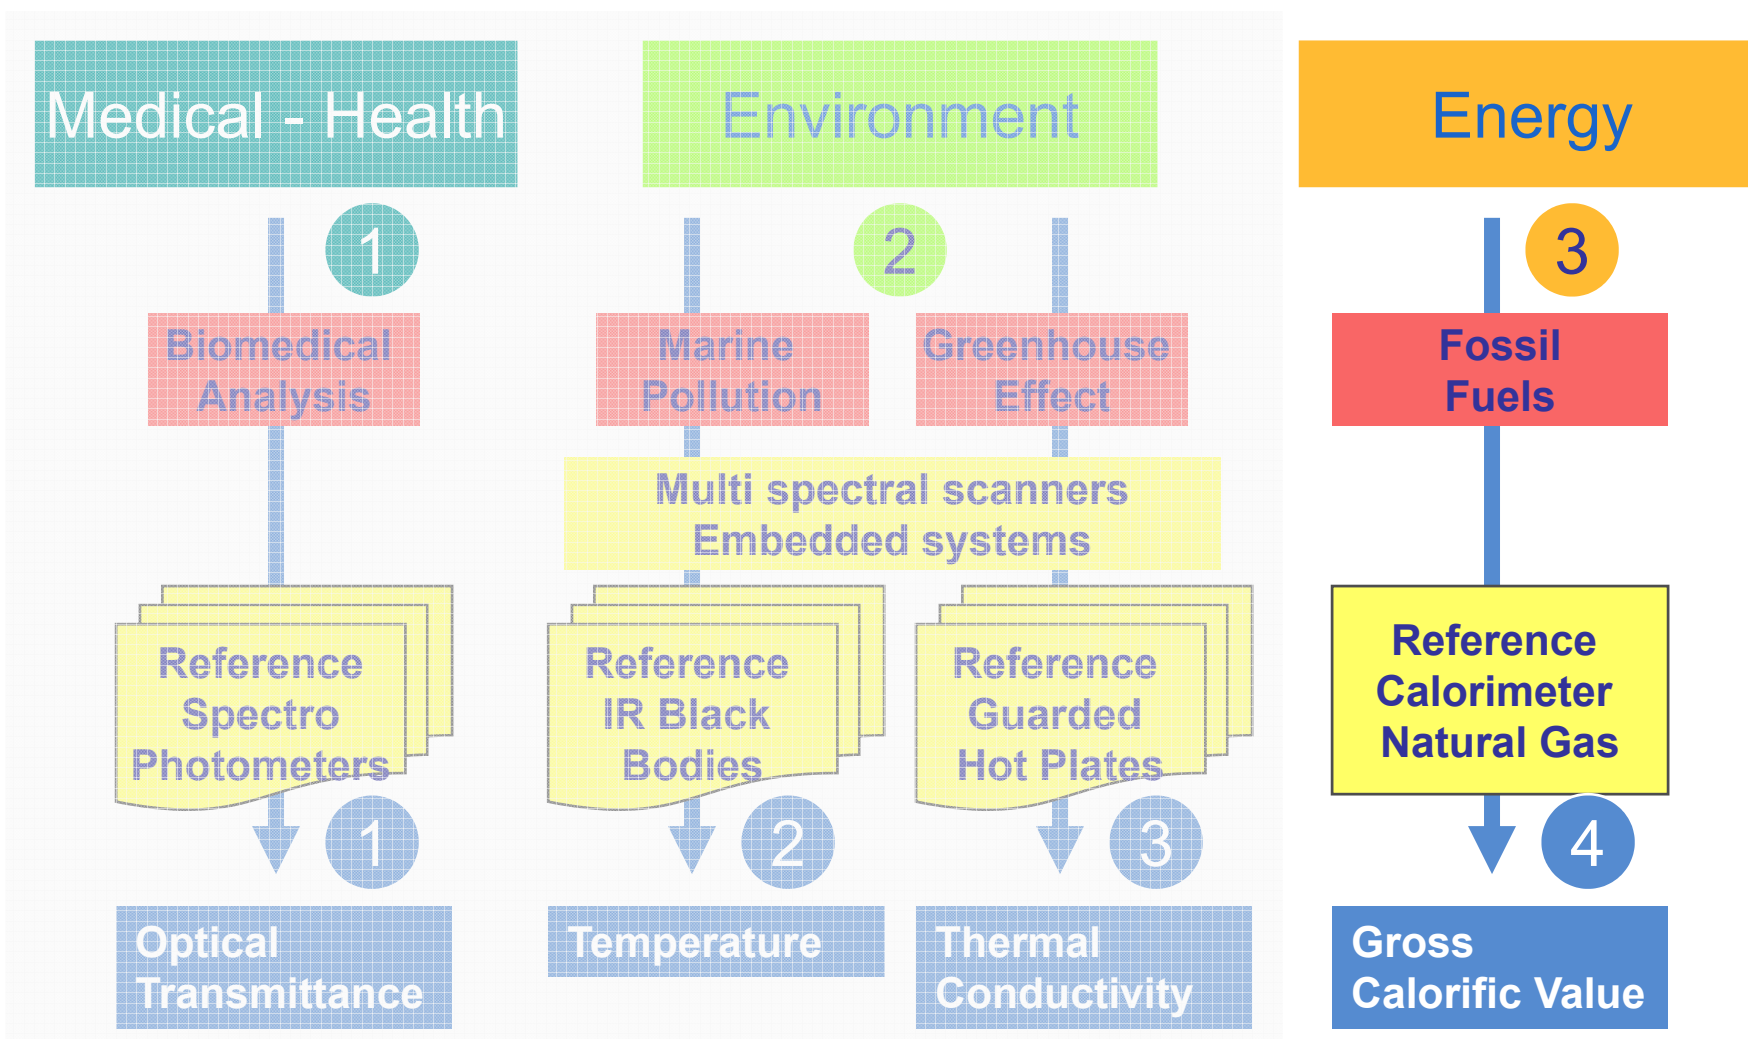 Medical - Health
Environment
Energy
1
2
3
Biomedical
Analysis
Marine
Pollution
Greenhouse
Effect
Fossil
Fuels
Multi spectral scanners
Embedded systems
Reference
Spectro
Photometers
Reference
IR Black
Bodies
Reference
Guarded
Hot Plates
Reference
Calorimeter
Natural Gas
1
2
3
4
Optical
Transmittance
Temperature
Thermal
Conductivity
Gross
Calorific Value